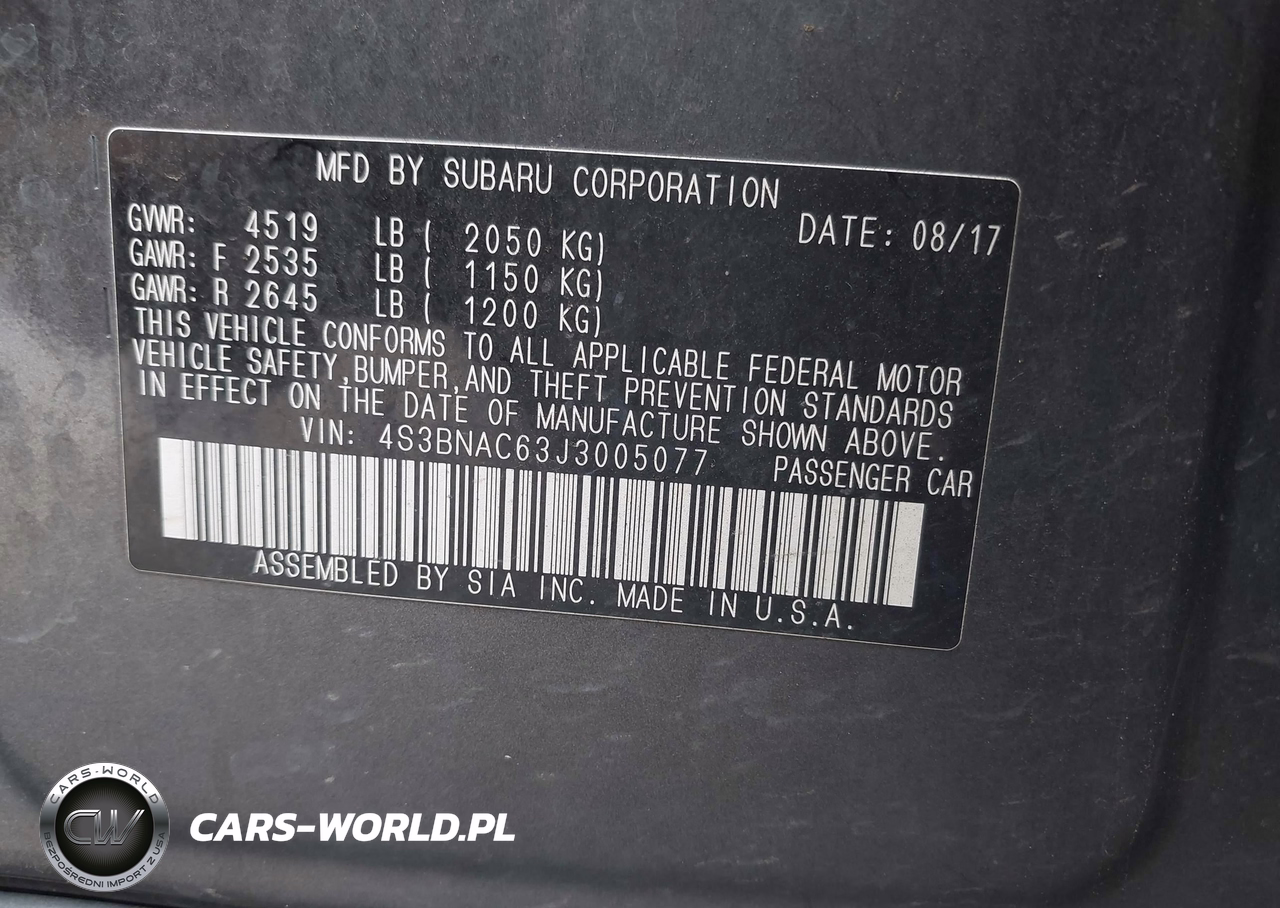 MFD BY SUBARU CORPORATION
DATE: 08/17
GVWR: 4519 LB ( 2050 KG)
GAWR: F 2535 LB ( 1150 KG)
GAWR: R 2645 LB ( 1200 KG)
THIS VEHICLE CONFORMS TO ALL APPLICABLE FEDERAL MOTOR
VEHICLE SAFETY, BUMPER, AND THEFT PREVENTION STANDARDS
IN EFFECT ON THE DATE OF MANUFACTURE SHOWN ABOVE.
VIN: 4S3BNAC63J3005077
PASSENGER CAR
ASSEMBLED BY SIA INC. MADE IN U.S.A.
CARS-WORLD
CW
BEZPOŚREDNI IMPORT Z USA
CARS-WORLD.PL